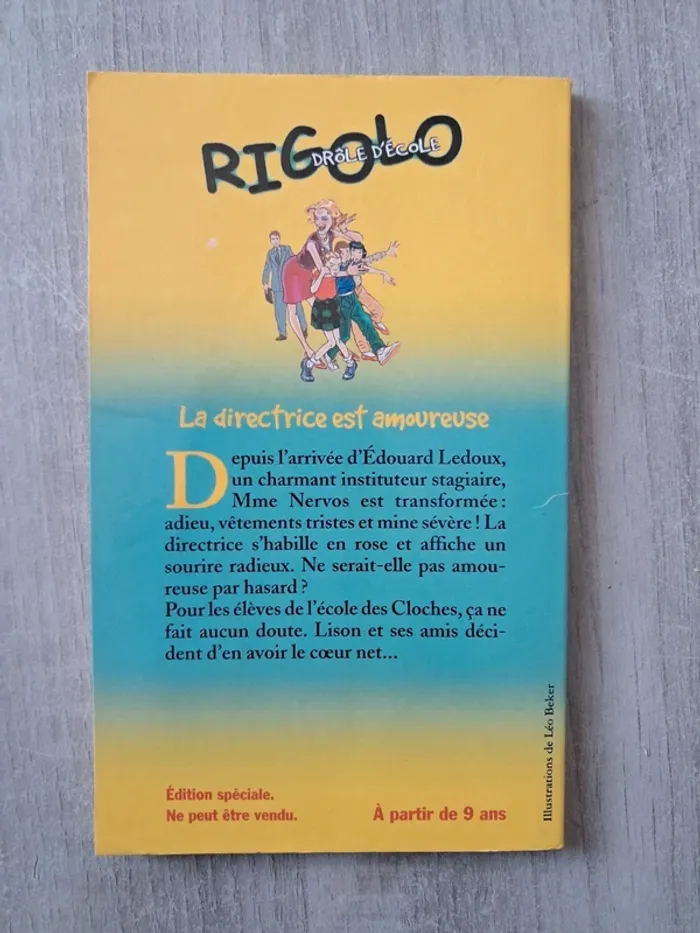 RIGOLO
DRÔLE D'ÉCOLE
La directrice est amoureuse
Depuis l'arrivée d'Édouard Ledoux,
un charmant instituteur stagiaire,
Mme Nervos est transformée :
adieu, vêtements tristes et mine sévère ! La
directrice s'habille en rose et affiche un
sourire radieux. Ne serait-elle pas amou-
reuse par hasard ?
Pour les élèves de l'école des Cloches, ça ne
fait aucun doute. Lison et ses amis déci-
dent d'en avoir le cœur net...
Illustrations de Léo Beker
Édition spéciale.
Ne peut être vendu.
À partir de 9 ans